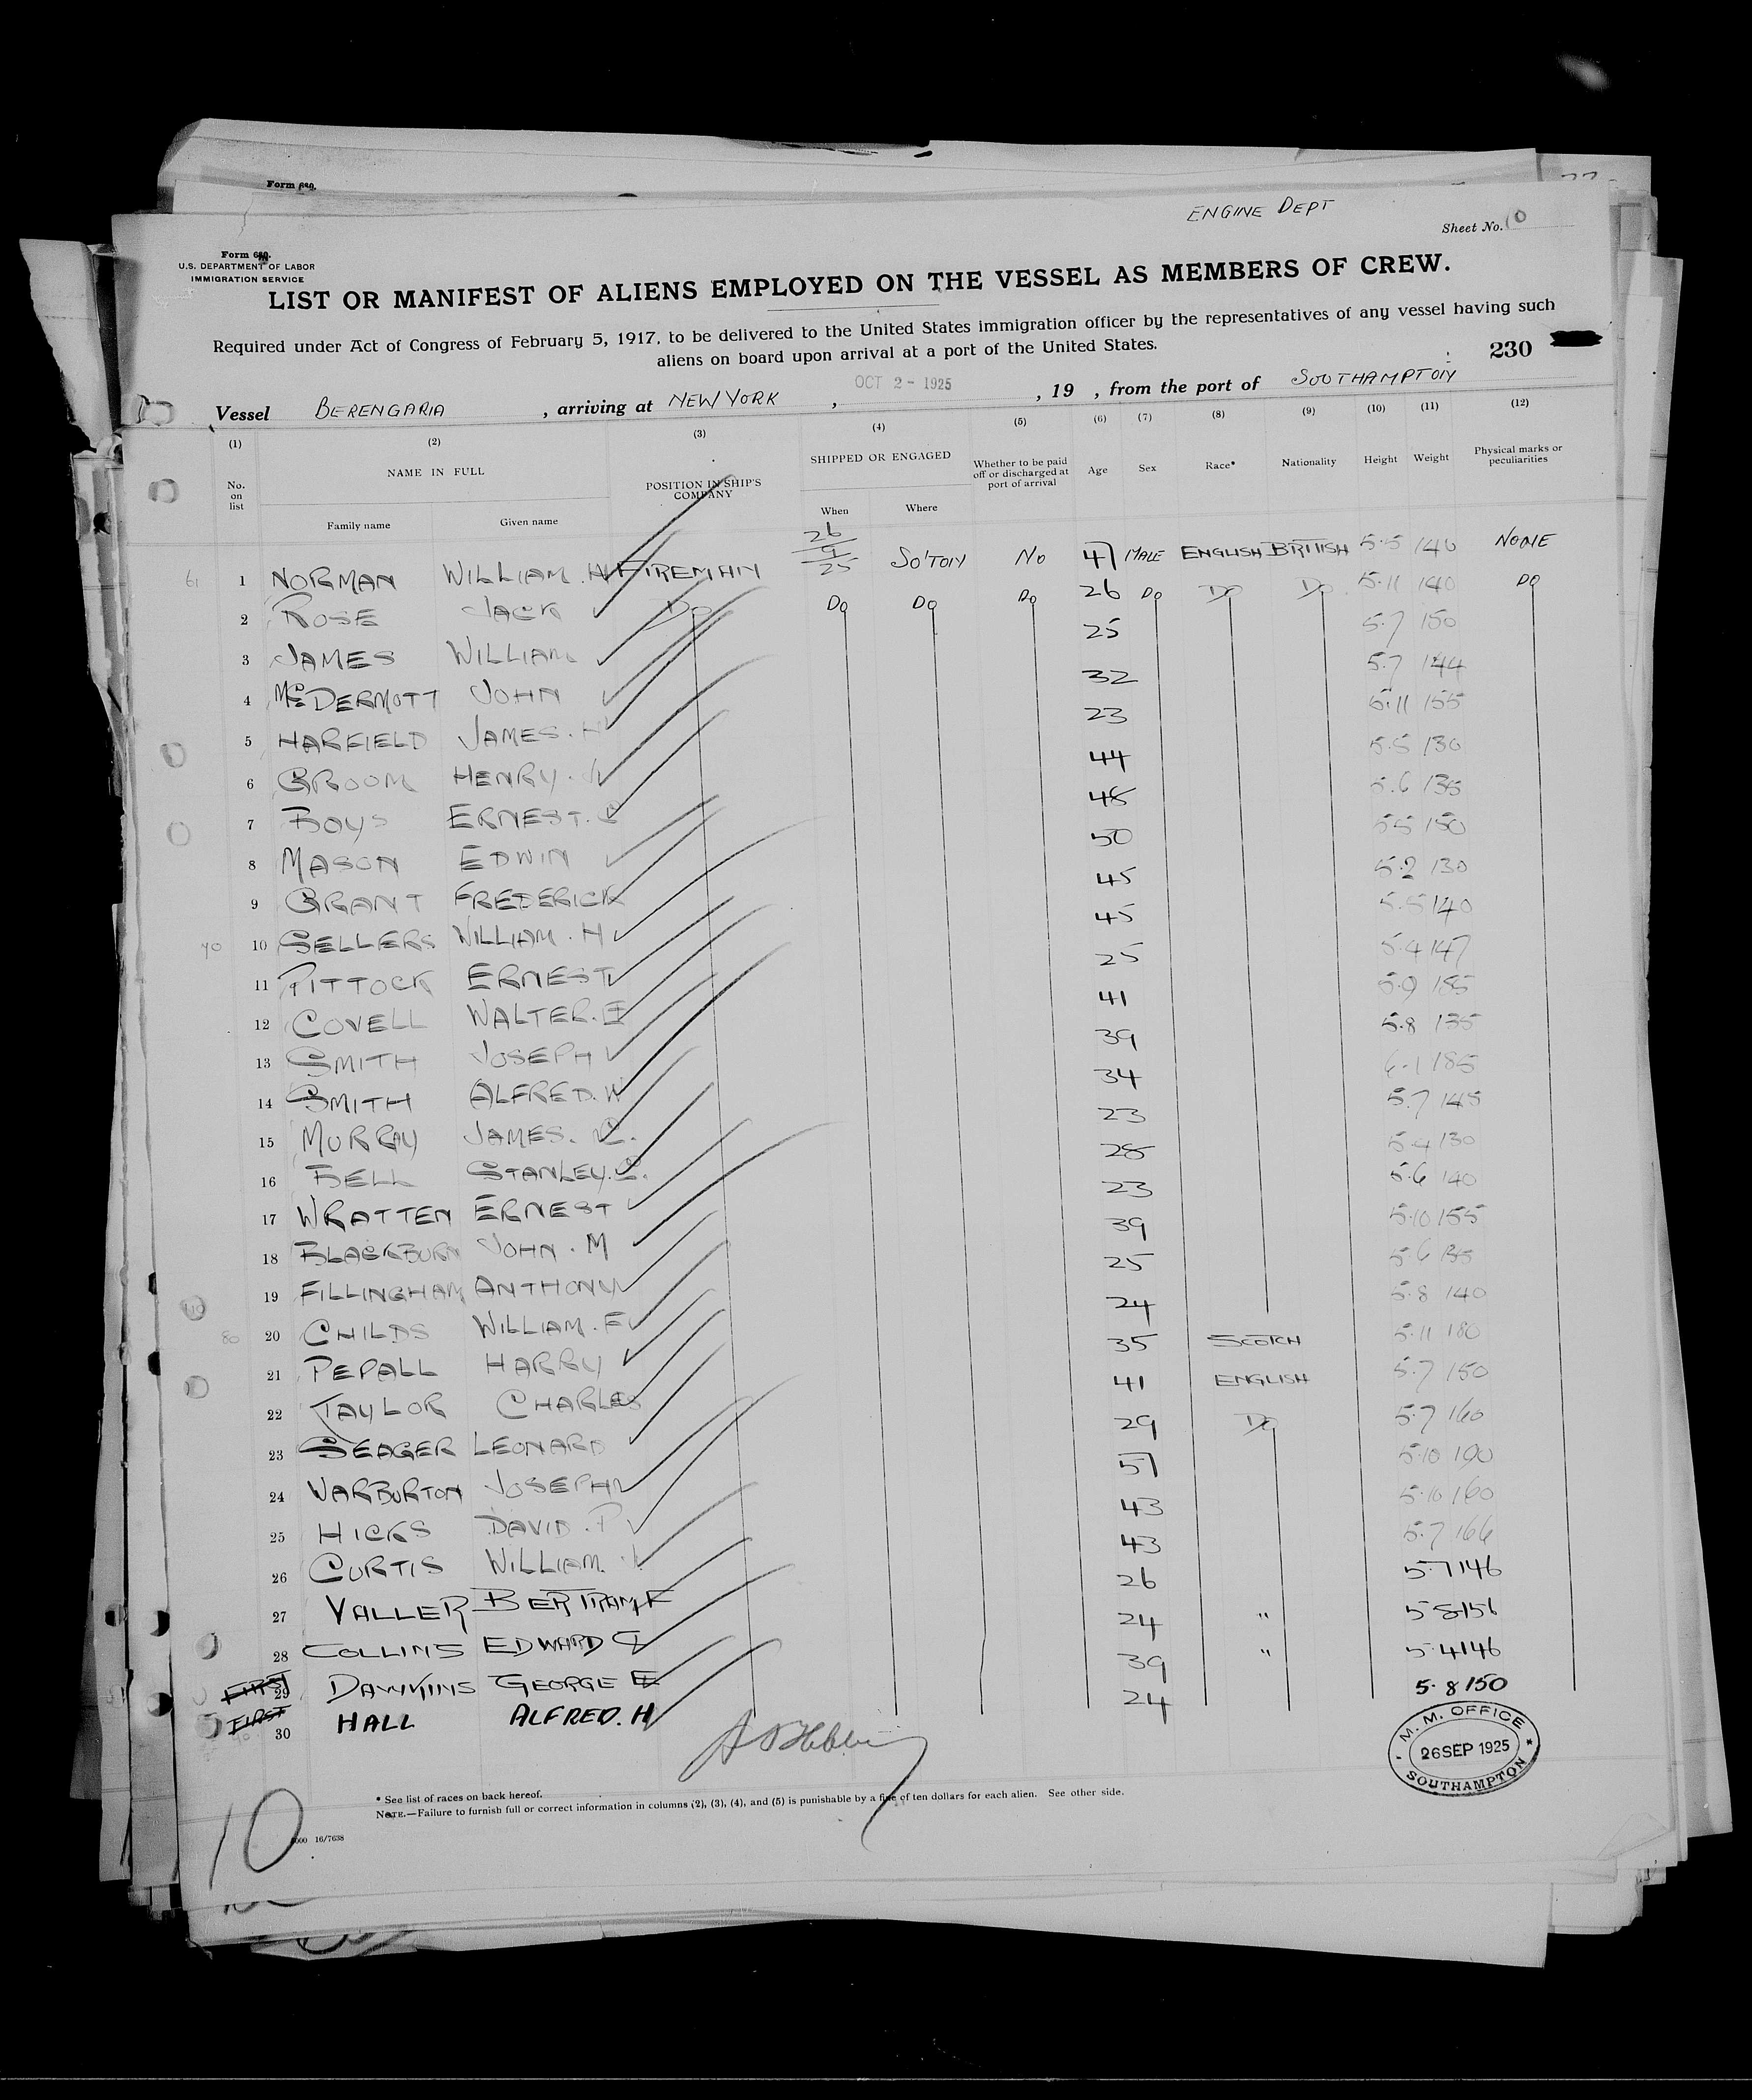 Form 680.
ENGINE DEPT
Sheet No. 10
Form 680.
U.S. DEPARTMENT OF LABOR
IMMIGRATION SERVICE
LIST OR MANIFEST OF ALIENS EMPLOYED ON THE VESSEL AS MEMBERS OF CREW.
Required under Act of Congress of February 5, 1917, to be delivered to the United States immigration officer by the representatives of any vessel having such
aliens on board upon arrival at a port of the United States.
230
Vessel BERENGARIA , arriving at NEW YORK , OCT 2 - 1925 , 19 , from the port of SOUTHAMPTON
(1) (2) (3) (4) (5) (6) (7) (8) (9) (10) (11) (12)
No. on list NAME IN FULL POSITION IN SHIP'S COMPANY SHIPPED OR ENGAGED Whether to be paid off or discharged at port of arrival Age Sex Race* Nationality Height Weight Physical marks or peculiarities
Family name Given name When Where
61 1 NORMAN WILLIAM . H FIREMAN 26/9/25 SO'TON NO 47 MALE ENGLISH BRITISH 5·5 140 NONE
2 ROSE JACK DO DO DO DO 26 DO DO DO 5·11 140 DO
3 JAMES WILLIAM 25 5·7 150
4 McDERMOTT JOHN 32 5·7 144
5 HARFIELD JAMES . H 23 5·11 155
6 GROOM HENRY . 44 5·5 130
7 BOYS ERNEST. 48 5·6 135
8 MASON EDWIN 50 5·5 150
9 GRANT FREDERICK 45 5·2 130
70 10 SELLERS WILLIAM . H 45 5·5 140
11 PITTOCK ERNEST 25 5·4 147
12 COVELL WALTER. E 41 5·9 185
13 SMITH JOSEPH 39 5·8 135
14 SMITH ALFRED. W 34 6·1 185
15 MURRAY JAMES. C. 23 5·7 145
16 BELL STANLEY. C. 28 5·4 130
17 WRATTEN ERNEST 23 5·6 140
18 BLACKBURN JOHN . M 39 5·10 155
19 FILLINGHAM ANTHONY 25 5·6 135
80 20 CHILDS WILLIAM . F 24 5·8 140
21 PEPALL HARRY 35 SCOTCH 5·11 180
22 TAYLOR CHARLES 41 ENGLISH 5·7 150
23 SEAGER LEONARD 29 DO 5·7 160
24 WARBURTON JOSEPH 57 5·10 190
25 HICKS DAVID . P 43 5·10 160
26 CURTIS WILLIAM. 43 5·7 166
27 VALLER BERTRAM F 26 5·7 146
28 COLLINS EDWARD G 24 " 5 8 156
FIRST 29 DAWKINS GEORGE E 39 " 5·4 146
FIRST 30 HALL ALFRED. H 24 5·8 150
M. M. OFFICE
26 SEP 1925
SOUTHAMPTON
* See list of races on back hereof.
NOTE.—Failure to furnish full or correct information in columns (2), (3), (4), and (5) is punishable by a fine of ten dollars for each alien. See other side.
16/7638
10